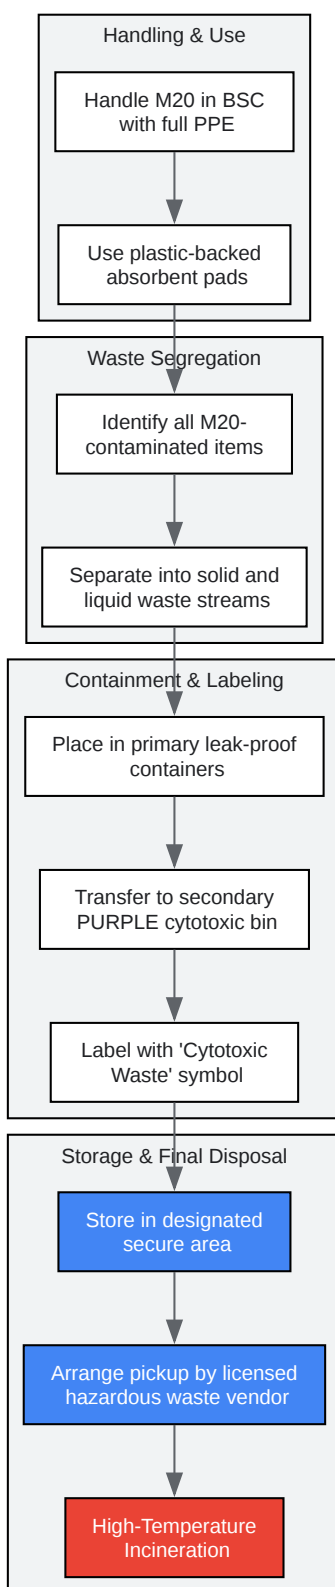 Handling & Use
Handle M20 in BSC
with full PPE
Use plastic-backed
absorbent pads
Waste Segregation
Identify all M20-
contaminated items
Separate into solid and
liquid waste streams
Containment & Labeling
Place in primary leak-proof
containers
Transfer to secondary
PURPLE cytotoxic bin
Label with 'Cytotoxic
Waste' symbol
Storage & Final Disposal
Store in designated
secure area
Arrange pickup by licensed
hazardous waste vendor
High-Temperature
Incineration